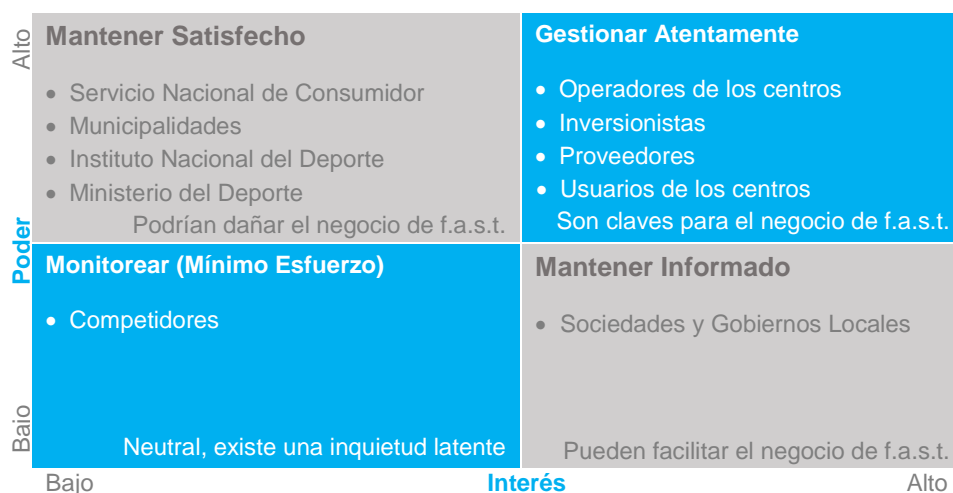 Alto
Mantener Satisfecho
• Servicio Nacional de Consumidor
• Municipalidades
• Instituto Nacional del Deporte
• Ministerio del Deporte
Podrían dañar el negocio de f.a.s.t.
Gestionar Atentamente
• Operadores de los centros
• Inversionistas
• Proveedores
• Usuarios de los centros
Son claves para el negocio de f.a.s.t.
Poder
Monitorear (Mínimo Esfuerzo)
• Competidores
Neutral, existe una inquietud latente
Mantener Informado
• Sociedades y Gobiernos Locales
Pueden facilitar el negocio de f.a.s.t.
Bajo
Bajo
Interés
Alto